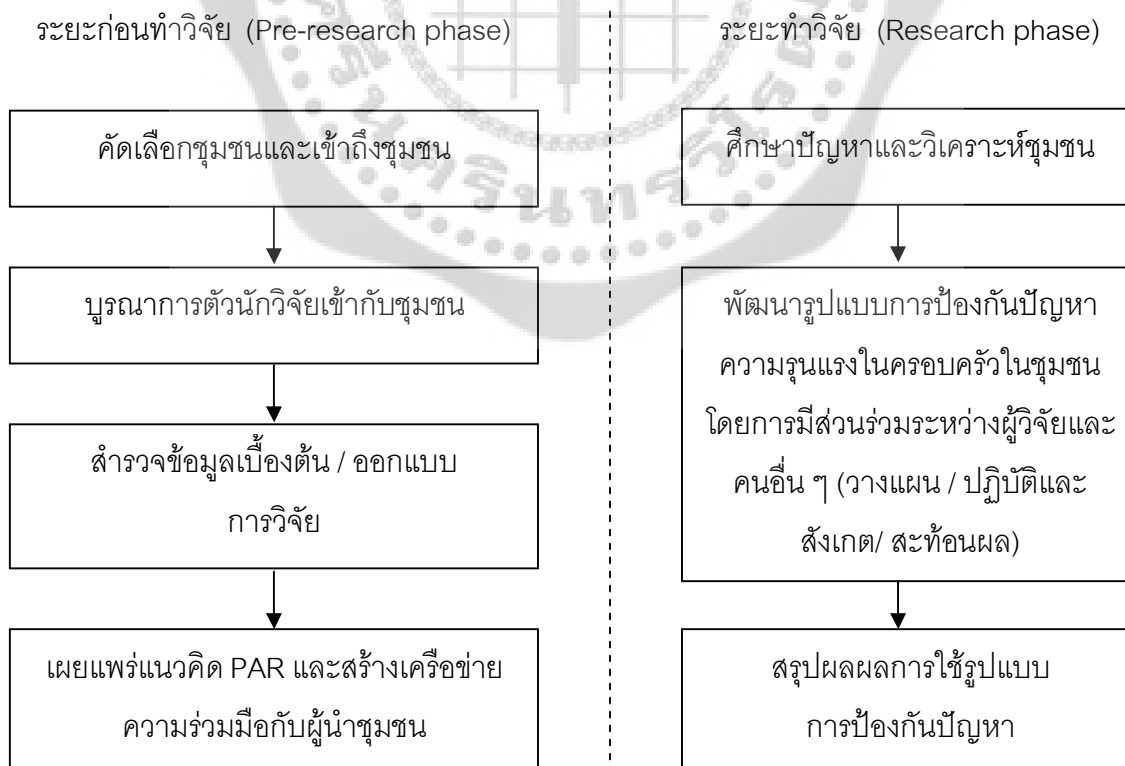 ระยะก่อนทำวิจัย (Pre-research phase)
คัดเลือกชุมชนและเข้าถึงชุมชน
บูรณาการตัวนักวิจัยเข้ากับชุมชน
สำรวจข้อมูลเบื้องต้น / ออกแบบ
การวิจัย
เผยแพร่แนวคิด PAR และสร้างเครือข่าย
ความร่วมมือกับผู้นำชุมชน
ระยะทำวิจัย (Research phase)
ศึกษาปัญหาและวิเคราะห์ชุมชน
พัฒนารูปแบบการป้องกันปัญหา
ความรุนแรงในครอบครัวในชุมชน
โดยการมีส่วนร่วมระหว่างผู้วิจัยและ
คนอื่น ๆ (วางแผน / ปฏิบัติและ
สังเกต/ สะท้อนผล)
สรุปผลผลการใช้รูปแบบ
การป้องกันปัญหา